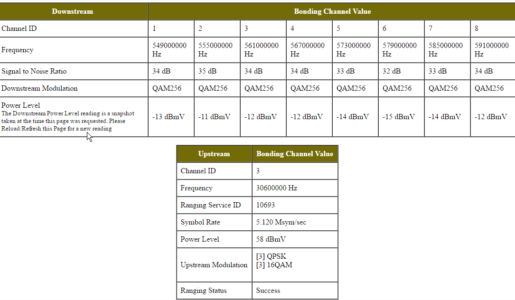 Downstream Bonding Channel Value
Channel ID 1 2 3 4 5 6 7 8
Frequency 549000000 Hz 555000000 Hz 561000000 Hz 567000000 Hz 573000000 Hz 579000000 Hz 585000000 Hz 591000000 Hz
Signal to Noise Ratio 34 dB 35 dB 34 dB 34 dB 33 dB 32 dB 33 dB 34 dB
Downstream Modulation QAM256 QAM256 QAM256 QAM256 QAM256 QAM256 QAM256 QAM256
Power Level
The Downstream Power Level reading is a snapshot
taken at the time this page was requested. Please
Reload/Refresh this Page for a new reading
-13 dBmV -11 dBmV -12 dBmV -12 dBmV -14 dBmV -15 dBmV -14 dBmV -12 dBmV
Upstream Bonding Channel Value
Channel ID 3
Frequency 30600000 Hz
Ranging Service ID 10693
Symbol Rate 5.120 Msym/sec
Power Level 58 dBmV
Upstream Modulation [3] QPSK
[3] 16QAM
Ranging Status Success